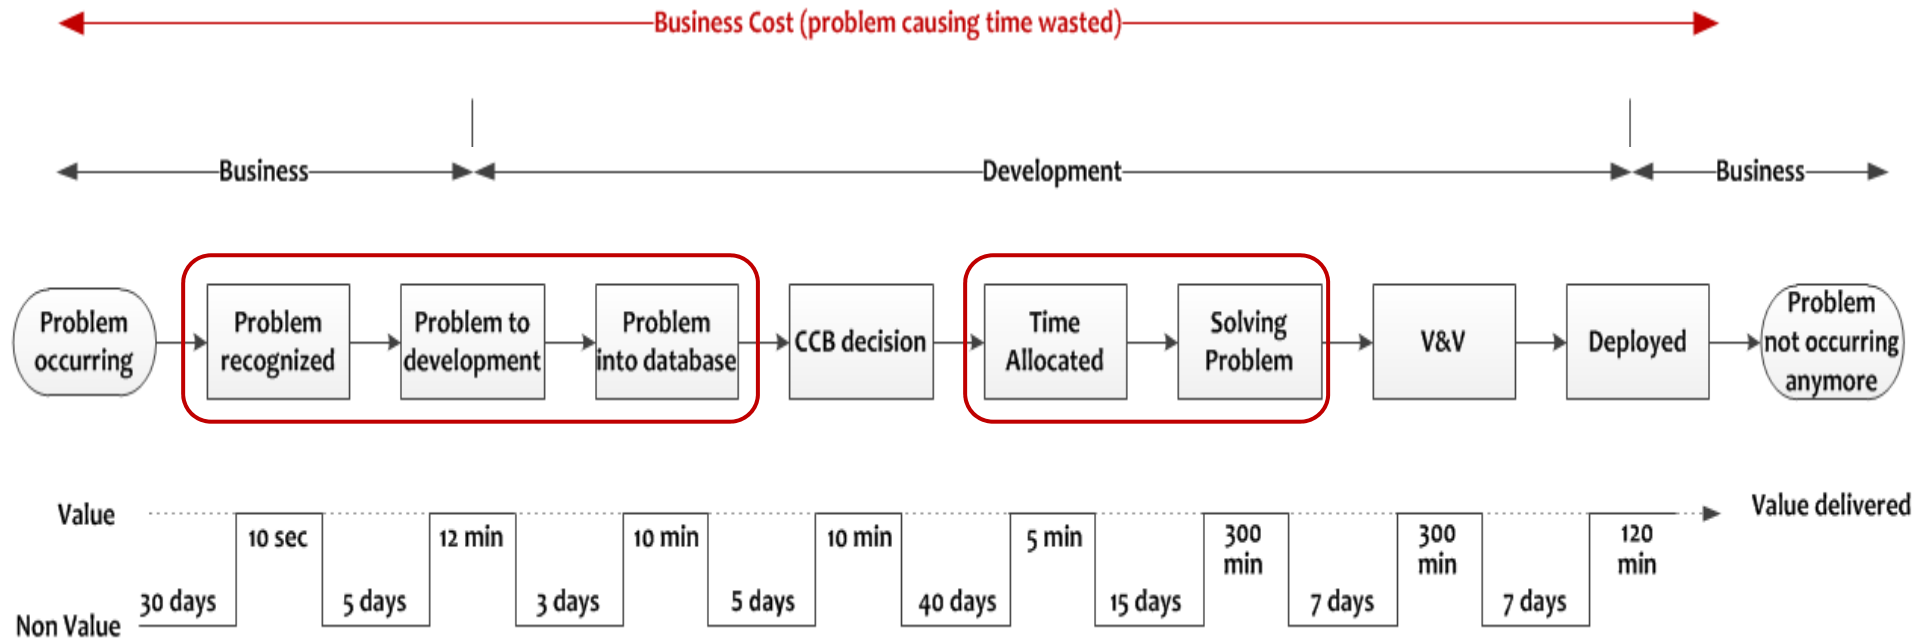 Business Cost (problem causing time wasted)
Business
Development
Business
Problem
occurring
Problem
recognized
Problem to
development
Problem
into database
CCB decision
Time
Allocated
Solving
Problem
V&V
Deployed
Problem
not occurring
anymore
Value
10 sec
12 min
10 min
10 min
5 min
300
min
300
min
120
min
Value delivered
Non Value
30 days
5 days
3 days
5 days
40 days
15 days
7 days
7 days